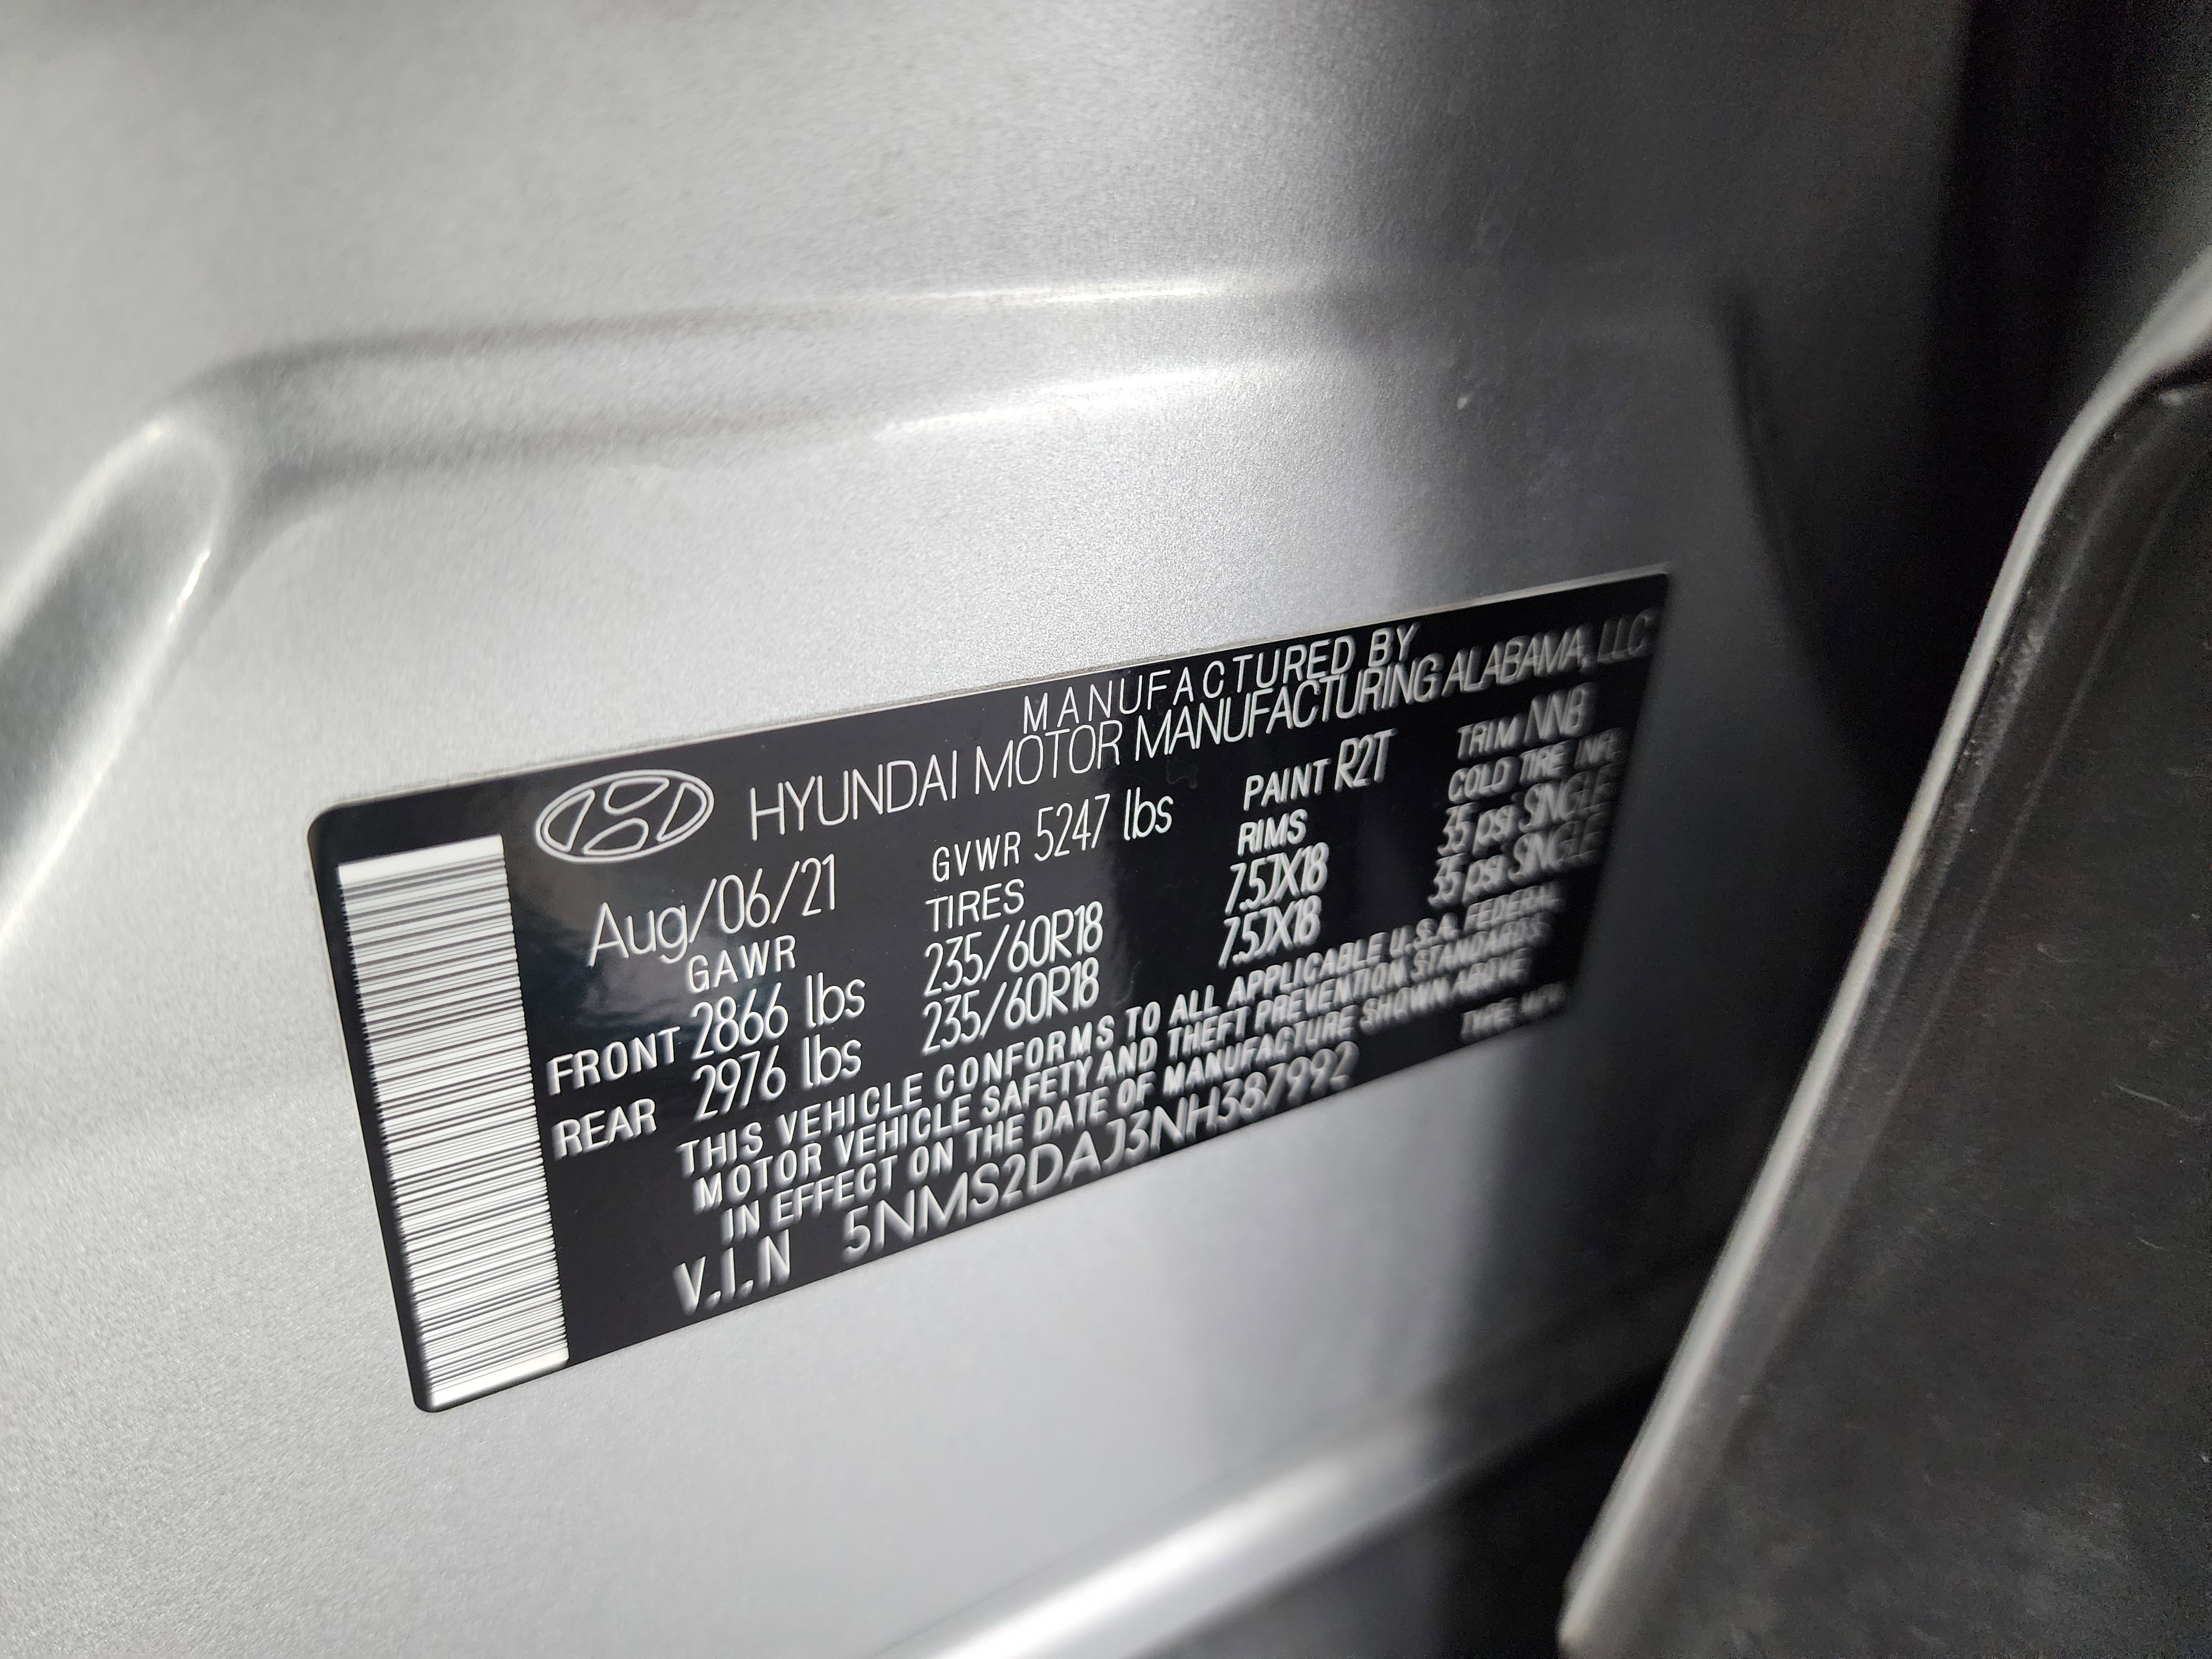 MANUFACTURED BY
HYUNDAI MOTOR MANUFACTURING ALABAMA, LLC
Aug/06/21 GVWR 5247 lbs PAINT R2T TRIM NNB
GAWR TIRES RIMS COLD TIRE INFL
FRONT 2866 lbs 235/60R18 7.5JX18 35 psi SINGLE
REAR 2976 lbs 235/60R18 7.5JX18 35 psi SINGLE
THIS VEHICLE CONFORMS TO ALL APPLICABLE U.S.A. FEDERAL
MOTOR VEHICLE SAFETY AND THEFT PREVENTION STANDARDS
IN EFFECT ON THE DATE OF MANUFACTURE SHOWN ABOVE
V.I.N 5NMS2DAJ3NH387992 TYPE: MPV